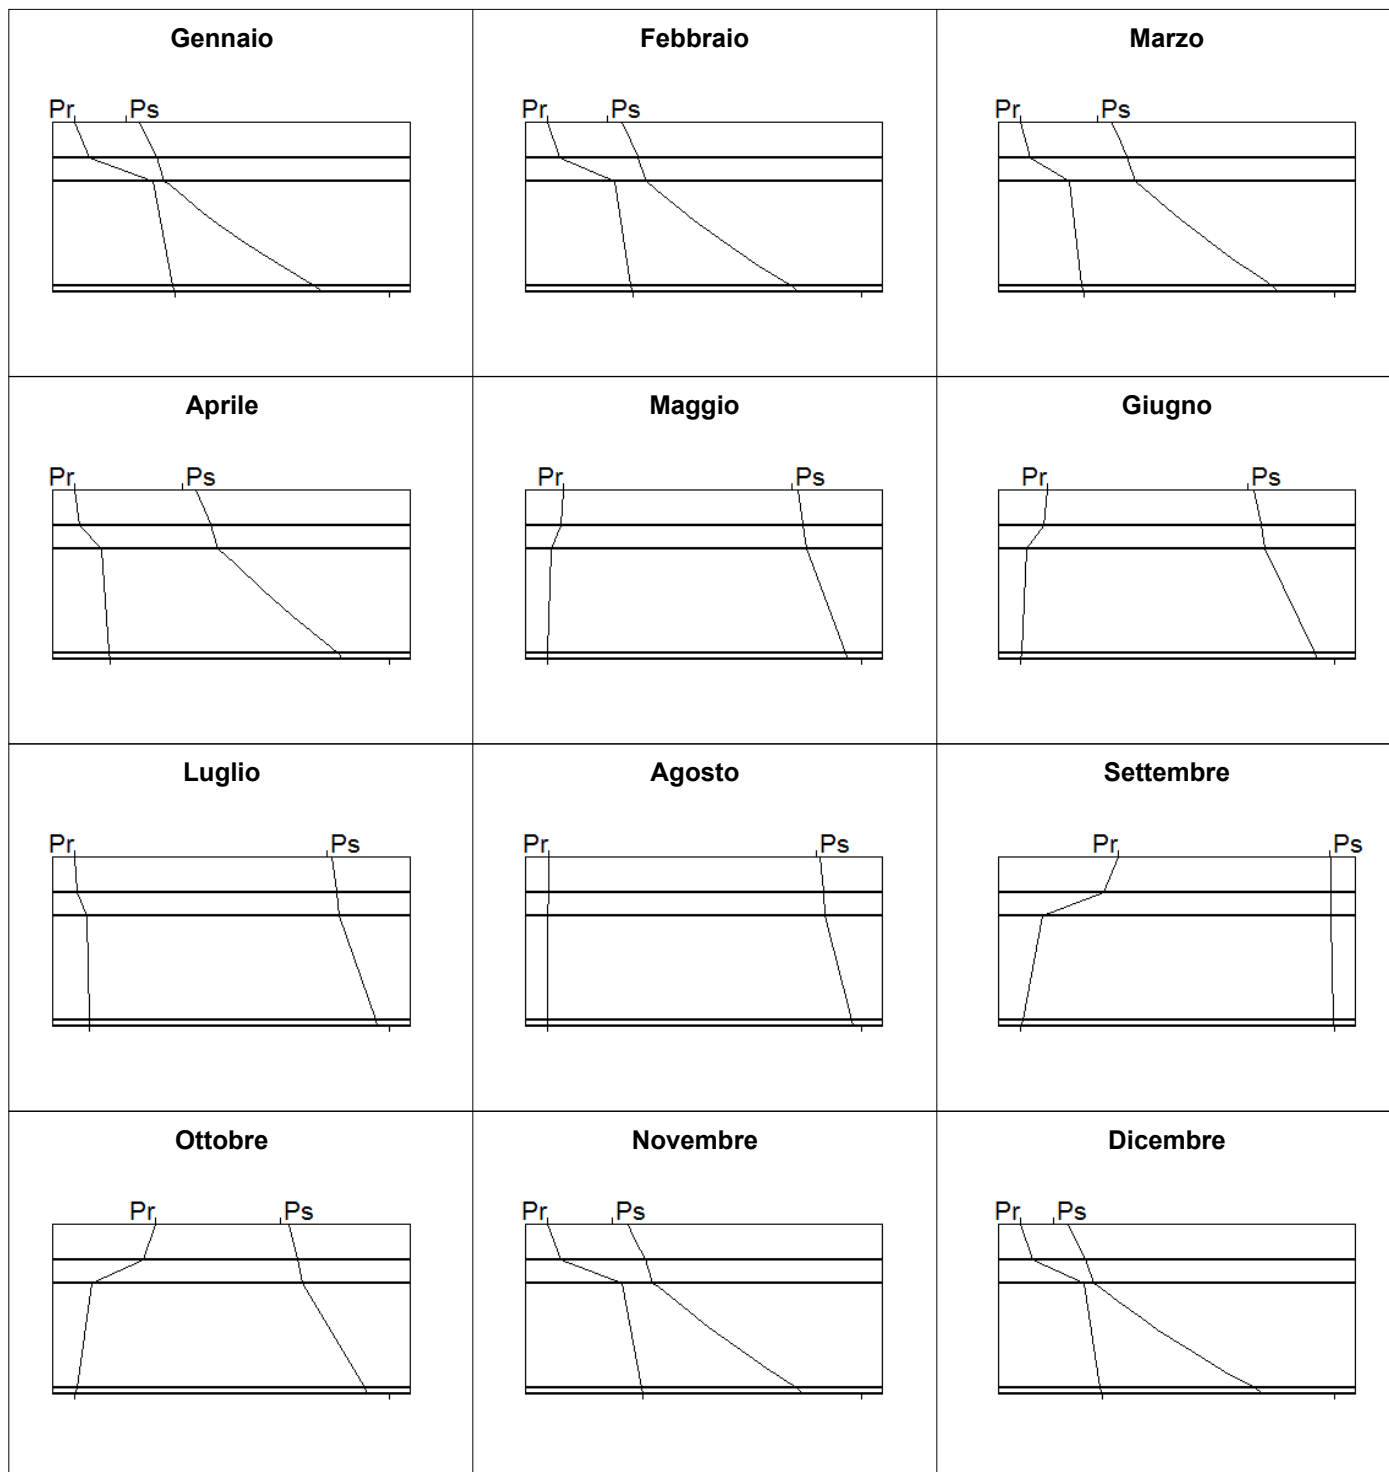 Gennaio
Febbraio
Marzo
Pr Ps
Pr Ps
Pr Ps
Aprile
Maggio
Giugno
Pr Ps
Pr Ps
Pr Ps
Luglio
Agosto
Settembre
Pr Ps
Pr Ps
Pr Ps
Ottobre
Novembre
Dicembre
Pr Ps
Pr Ps
Pr Ps